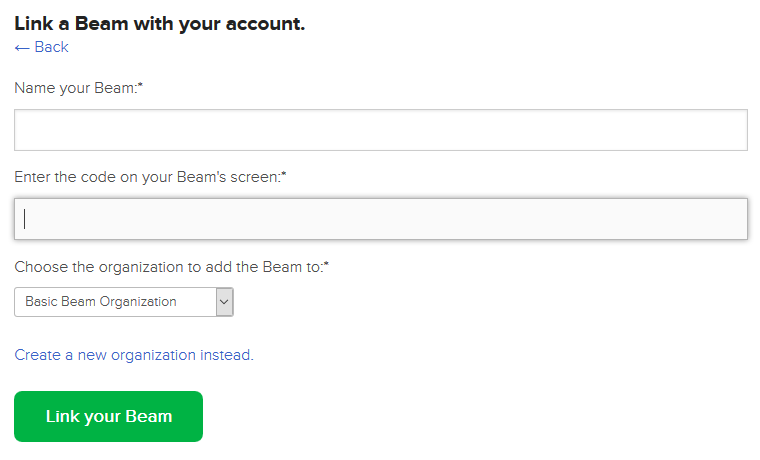 Link a Beam with your account.
← Back
Name your Beam:*
Enter the code on your Beam's screen:*
Choose the organization to add the Beam to:*
Basic Beam Organization
Create a new organization instead.
Link your Beam